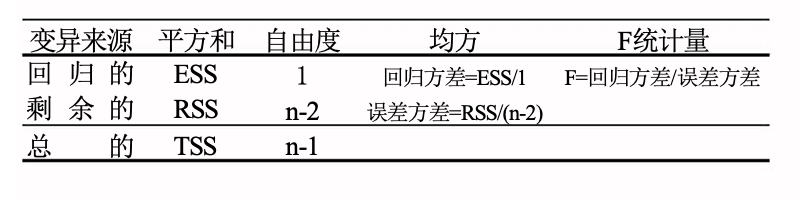 变异来源 平方和 自由度 均方 F统计量
回归的 ESS 1 回归方差=ESS/1 F=回归方差/误差方差
剩余的 RSS n-2 误差方差=RSS/(n-2)
总的 TSS n-1